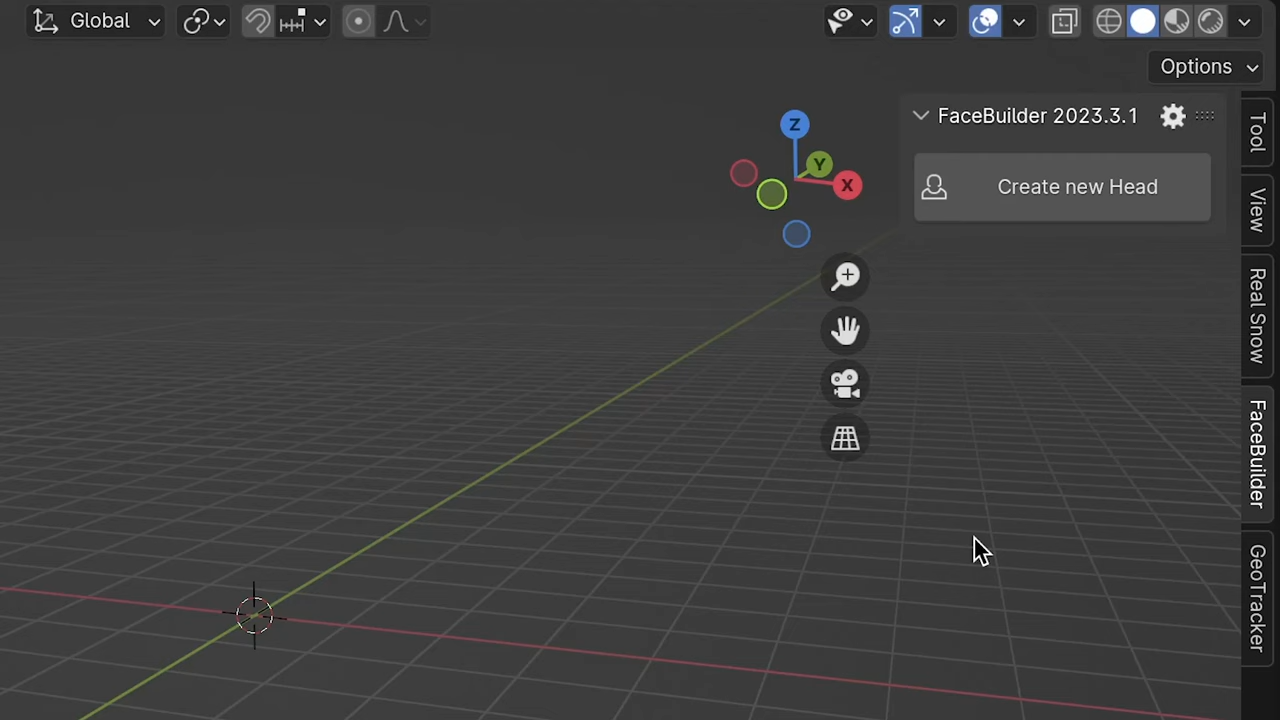 Global
Options
FaceBuilder 2023.3.1
Create new Head
Z
Y
X
Tool
View
Real Snow
FaceBuilder
GeoTracker